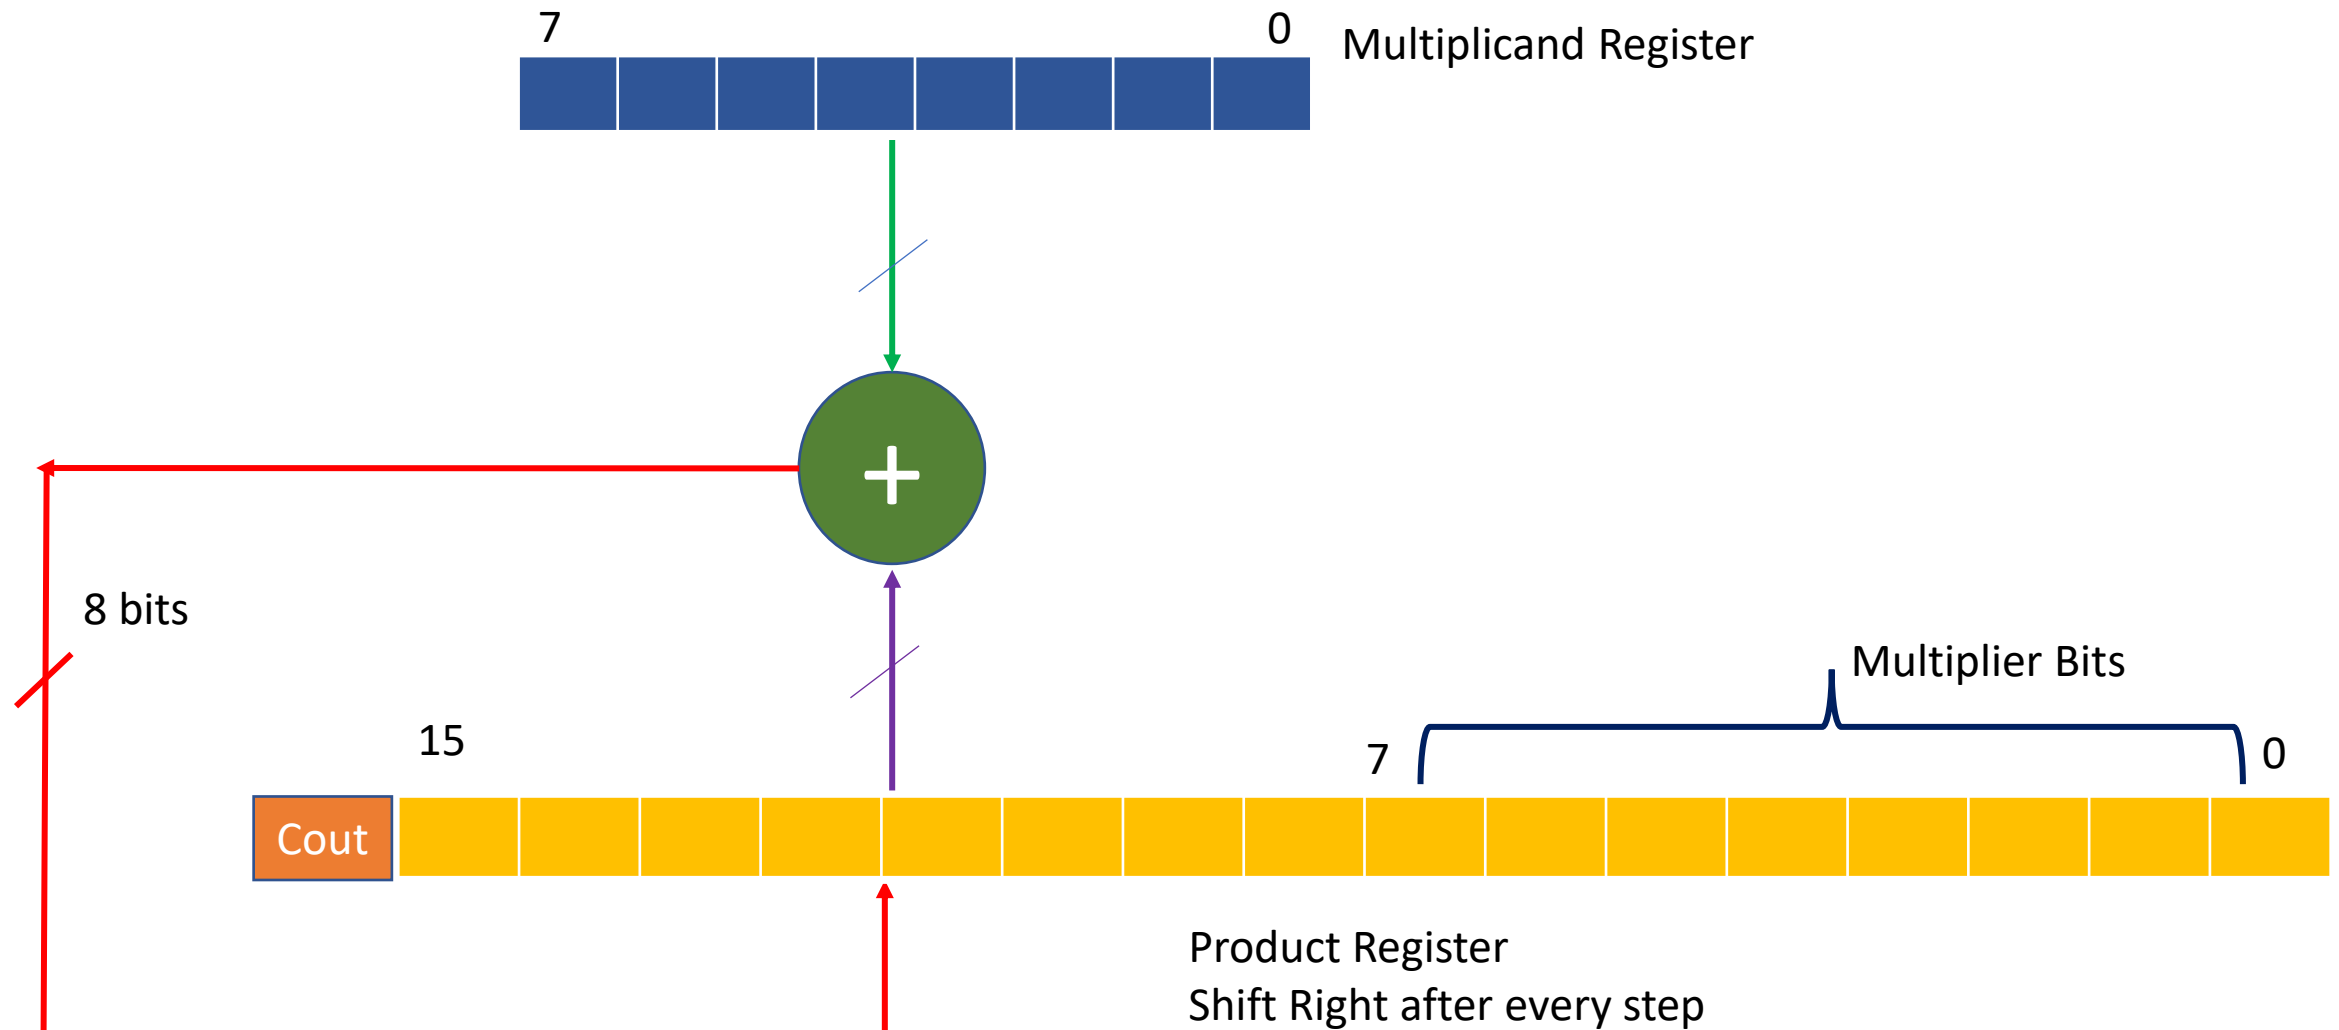 7
0
Multiplicand Register
+
8 bits
Multiplier Bits
15
7
0
Cout
Product Register
Shift Right after every step